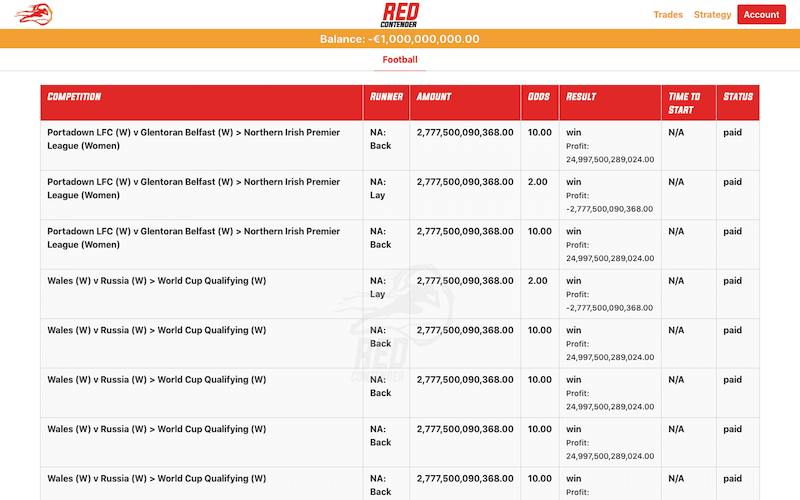 RED
CONTENDER
Trades Strategy Account
Balance: -€1,000,000,000.00
Football
COMPETITION RUNNER AMOUNT ODDS RESULT TIME TO START STATUS
Portadown LFC (W) v Glentoran Belfast (W) > Northern Irish Premier League (Women) NA: Back 2,777,500,090,368.00 10.00 win Profit: 24,997,500,289,024.00 N/A paid
Portadown LFC (W) v Glentoran Belfast (W) > Northern Irish Premier League (Women) NA: Lay 2,777,500,090,368.00 2.00 win Profit: -2,777,500,090,368.00 N/A paid
Portadown LFC (W) v Glentoran Belfast (W) > Northern Irish Premier League (Women) NA: Back 2,777,500,090,368.00 10.00 win Profit: 24,997,500,289,024.00 N/A paid
Wales (W) v Russia (W) > World Cup Qualifying (W) NA: Lay 2,777,500,090,368.00 2.00 win Profit: -2,777,500,090,368.00 N/A paid
Wales (W) v Russia (W) > World Cup Qualifying (W) NA: Back 2,777,500,090,368.00 10.00 win Profit: 24,997,500,289,024.00 N/A paid
RED
CONTENDER
Wales (W) v Russia (W) > World Cup Qualifying (W) NA: Back 2,777,500,090,368.00 10.00 win Profit: 24,997,500,289,024.00 N/A paid
Wales (W) v Russia (W) > World Cup Qualifying (W) NA: Back 2,777,500,090,368.00 10.00 win Profit: 24,997,500,289,024.00 N/A paid
Wales (W) v Russia (W) > World Cup Qualifying (W) NA: Back 2,777,500,090,368.00 10.00 win Profit: N/A paid